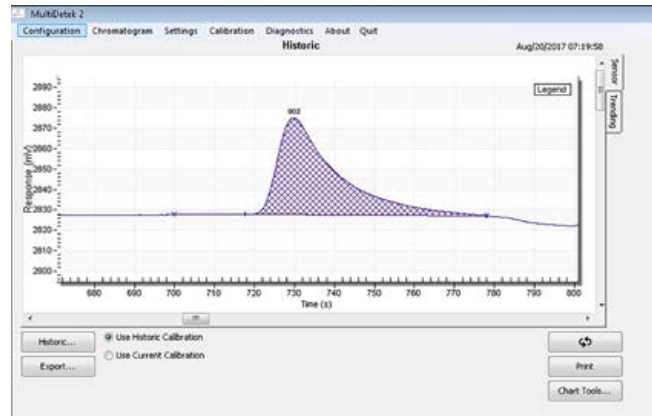 MultiDetek 2
Configuration Chromatogram Settings Calibration Diagnostics About Quit
Historic
Aug/20/2017 07:19:58
Legend
Sensor
Trending
Response (mV)
2890
2880
2870
2860
2850
2840
2830
2820
2810
2800
680 690 700 710 720 730 740 750 760 770 780 790 800
Time (s)
Historic...
Use Historic Calibration
Use Current Calibration
Export...
Print
Chart Tools...